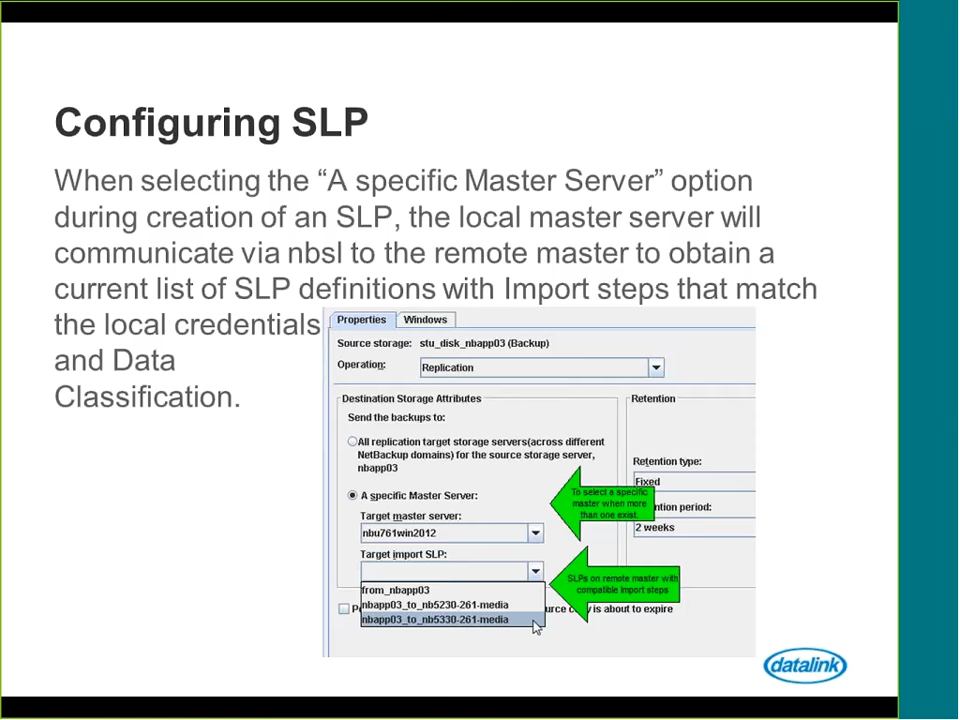 Configuring SLP
When selecting the “A specific Master Server” option
during creation of an SLP, the local master server will
communicate via nbsl to the remote master to obtain a
current list of SLP definitions with Import steps that match
the local credentials
and Data
Classification.
Properties Windows
Source storage: stu_disk_nbapp03 (Backup)
Operation: Replication
Destination Storage Attributes
Send the backups to:
All replication target storage servers(across different
NetBackup domains) for the source storage server,
nbapp03
A specific Master Server:
Target master server:
nbu761win2012
Target import SLP:
from_nbapp03
nbapp03_to_nb5230-261-media
nbapp03_to_nb5330-261-media
Retention
Retention type:
Fixed
ntion period:
2 weeks
To select a specific
master when more
than one exist.
SLPs on remote master with
compatible Import steps
is about to expire
datalink